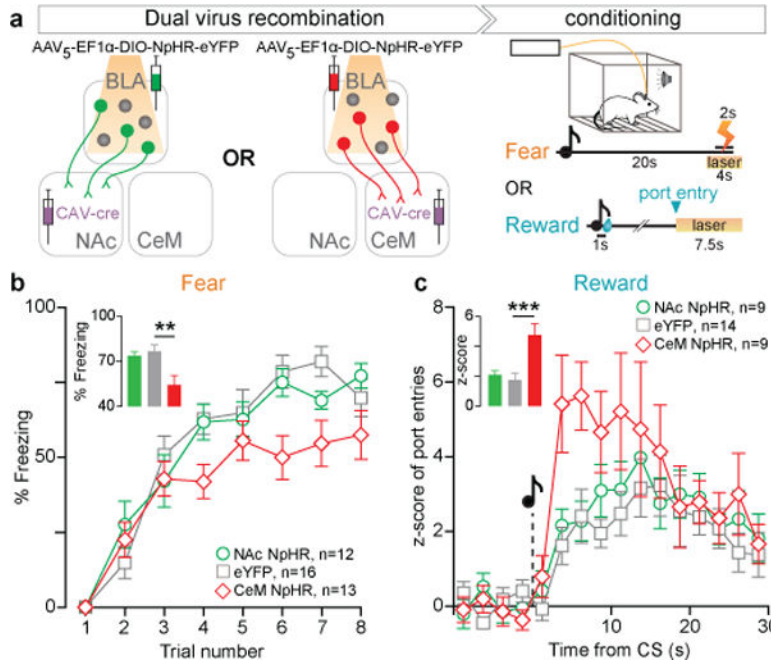 a
Dual virus recombination
conditioning
AAV5-EF1α-DIO-NpHR-eYFP
AAV5-EF1α-DIO-NpHR-eYFP
BLA
BLA
OR
CAV-cre
NAc
CeM
CAV-cre
NAc
CeM
2s
Fear
20s
laser
4s
OR
port entry
Reward
laser
1s
7.5s
b
Fear
100
50
0
% Freezing
100
70
40
% Freezing
**
NAc NpHR, n=12
eYFP, n=16
CeM NpHR, n=13
1
2
3
4
5
6
7
8
Trial number
c
Reward
8
6
4
2
0
z-score of port entries
6
0
z-score
***
NAc NpHR, n=9
eYFP, n=14
CeM NpHR, n=9
10
20
30
Time from CS (s)